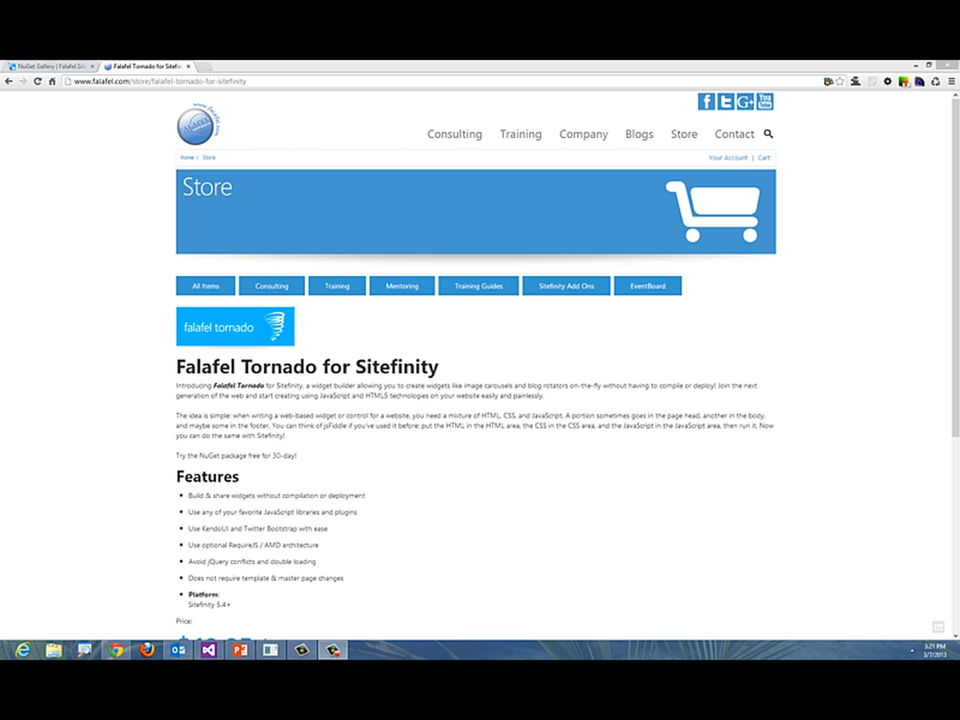 NuGet Gallery | Falafel.Site
Falafel Tornado for Sitefin
www.falafel.com/store/falafel-tornado-for-sitefinity
You
Tube
www.falafel.com
FALAFEL
Consulting Training Company Blogs Store Contact
Home / Store
Your Account | Cart
Store
All Items Consulting Training Mentoring Training Guides Sitefinity Add Ons EventBoard
falafel tornado
Falafel Tornado for Sitefinity
Introducing Falafel Tornado for Sitefinity, a widget builder allowing you to create widgets like image carousels and blog rotators on-the-fly without having to compile or deploy! Join the next
generation of the web and start creating using JavaScript and HTML5 technologies on your website easily and painlessly.
The idea is simple: when writing a web-based widget or control for a website, you need a mixture of HTML, CSS, and JavaScript. A portion sometimes goes in the page head, another in the body,
and maybe some in the footer. You can think of jsFiddle if you've used it before: put the HTML in the HTML area, the CSS in the CSS area, and the JavaScript in the JavaScript area, then run it. Now
you can do the same with Sitefinity!
Try the NuGet package free for 30-day!
Features
Build & share widgets without compilation or deployment
Use any of your favorite JavaScript libraries and plugins
Use KendoUI and Twitter Bootstrap with ease
Use optional RequireJS / AMD architecture
Avoid jQuery conflicts and double loading
Does not require template & master page changes
Platform:
Sitefinity 5.4+
Price:
3:21 PM
3/7/2013